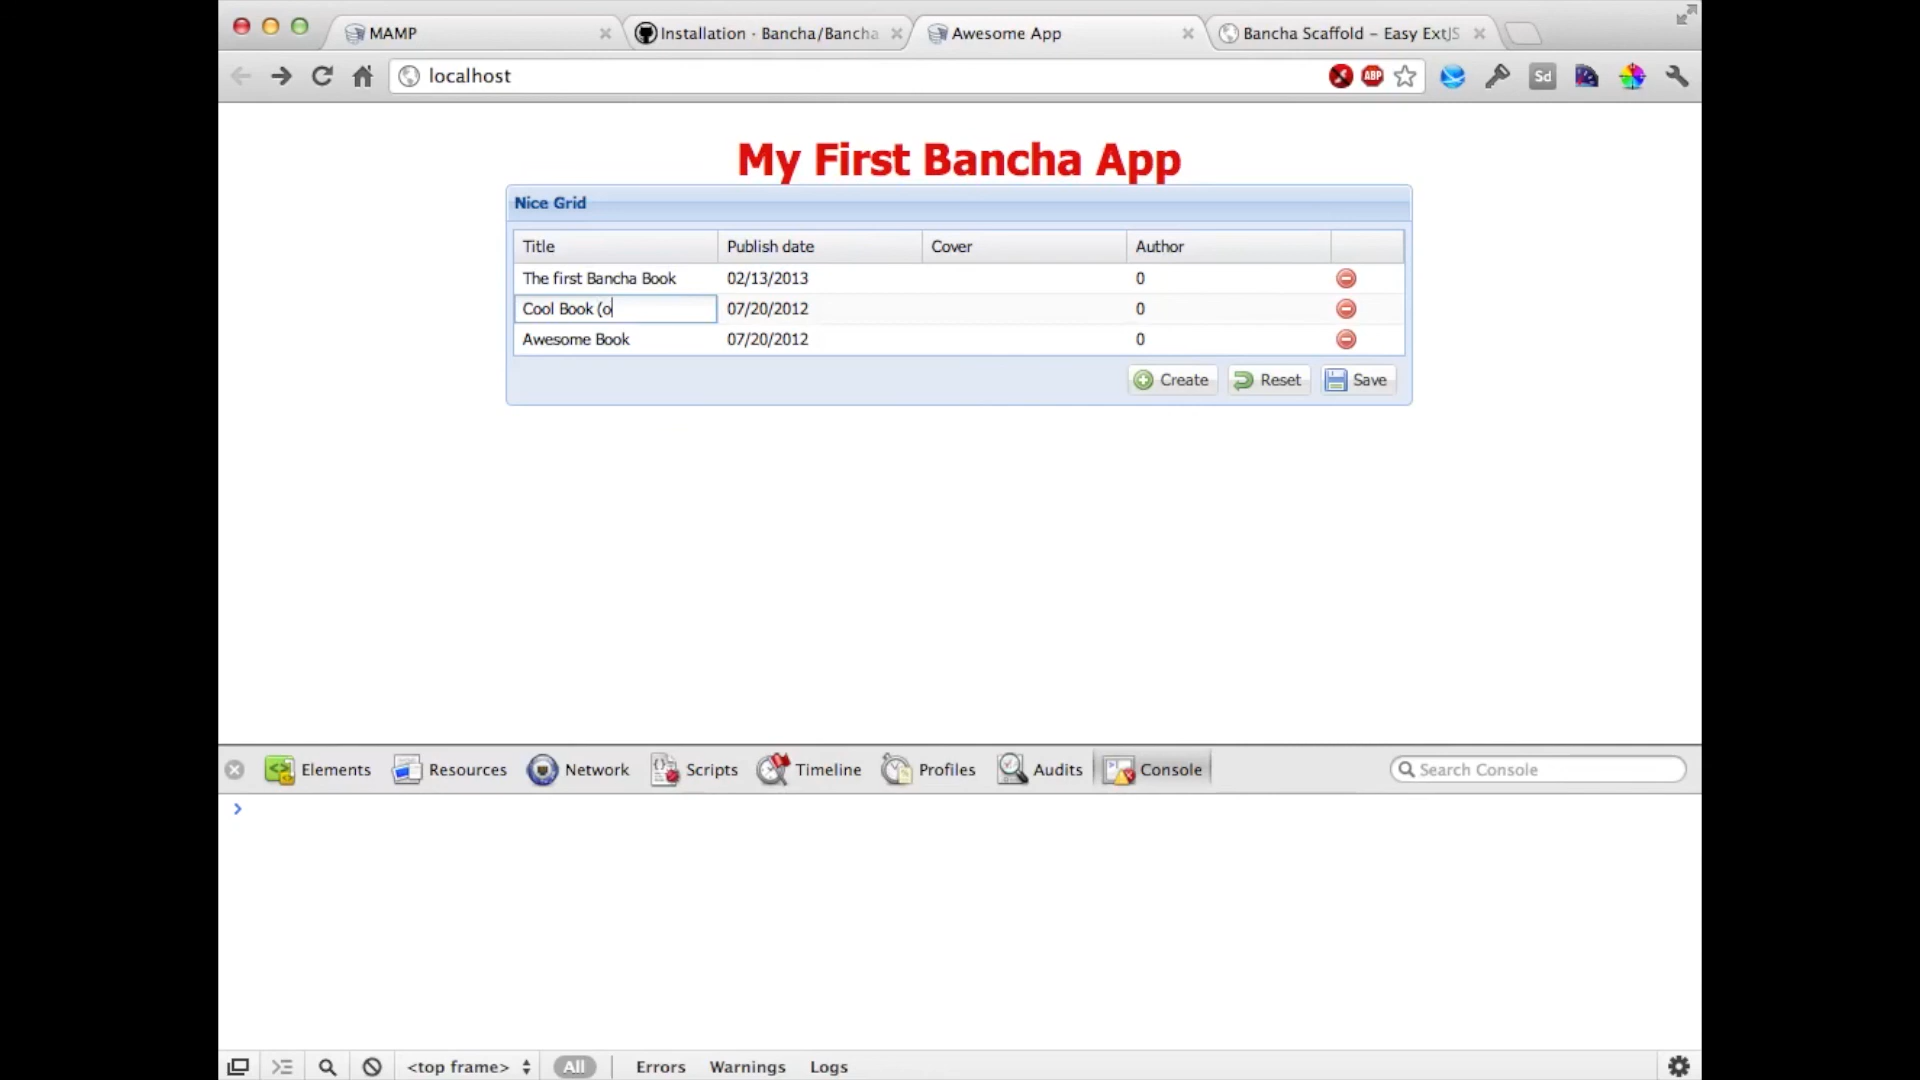 MAMP
Installation · Bancha/Bancha
Awesome App
Bancha Scaffold – Easy ExtJS
localhost
ABP
Sd
My First Bancha App
Nice Grid
Title Publish date Cover Author
The first Bancha Book 02/13/2013 0
Cool Book (o 07/20/2012 0
Awesome Book 07/20/2012 0
Create Reset Save
Elements Resources Network Scripts Timeline Profiles Audits Console Search Console
<top frame> All Errors Warnings Logs